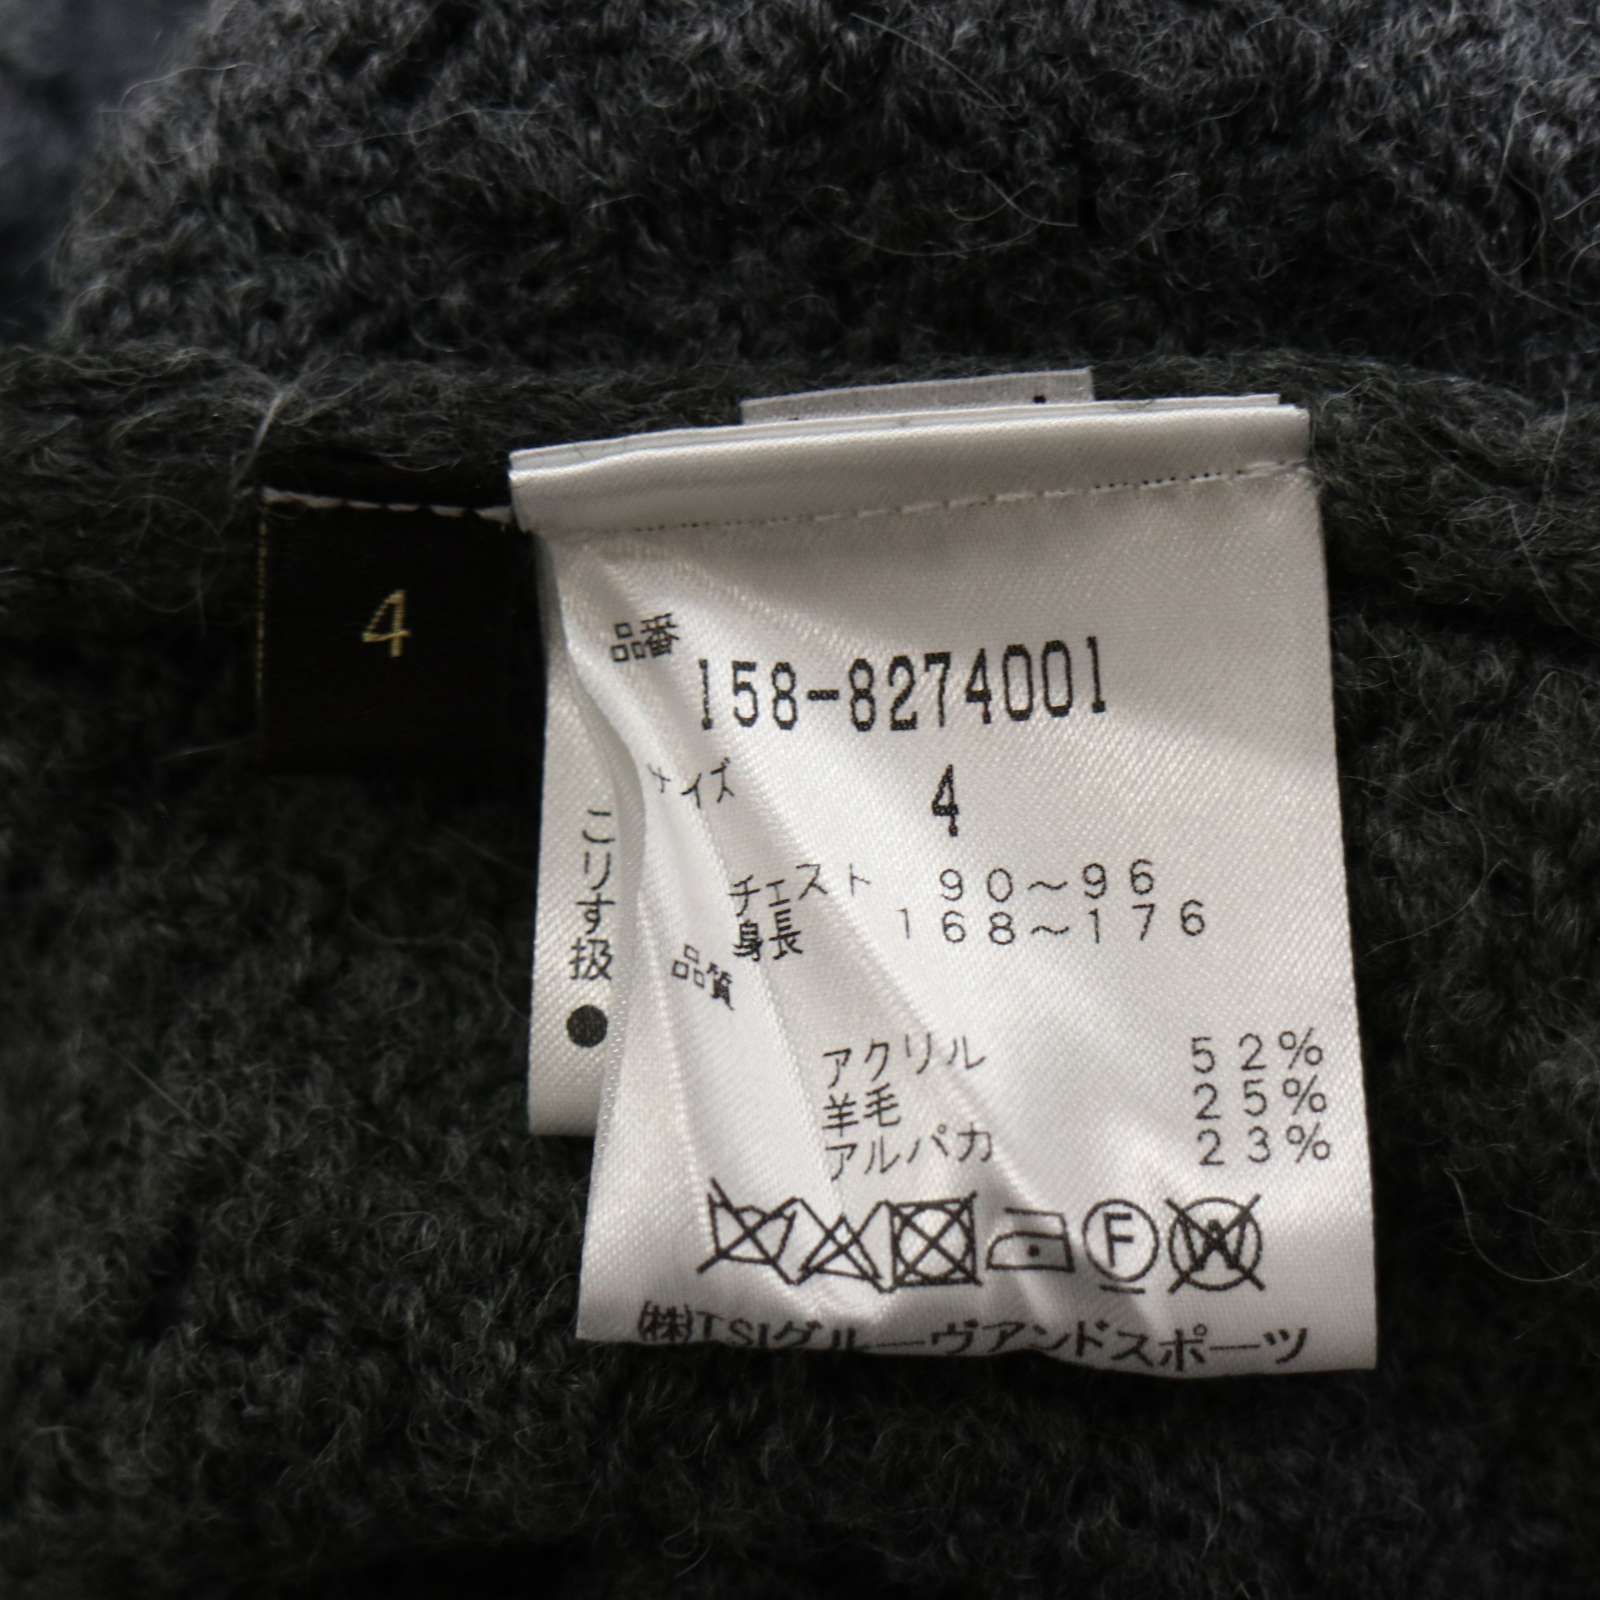 4
品番
158-8274001
サイズ
4
チェスト 90～96
身長 168～176
品質
アクリル 52%
羊毛 25%
アルパカ 23%
F
W
(株)TSIグルーヴアンドスポーツ
こりす扱